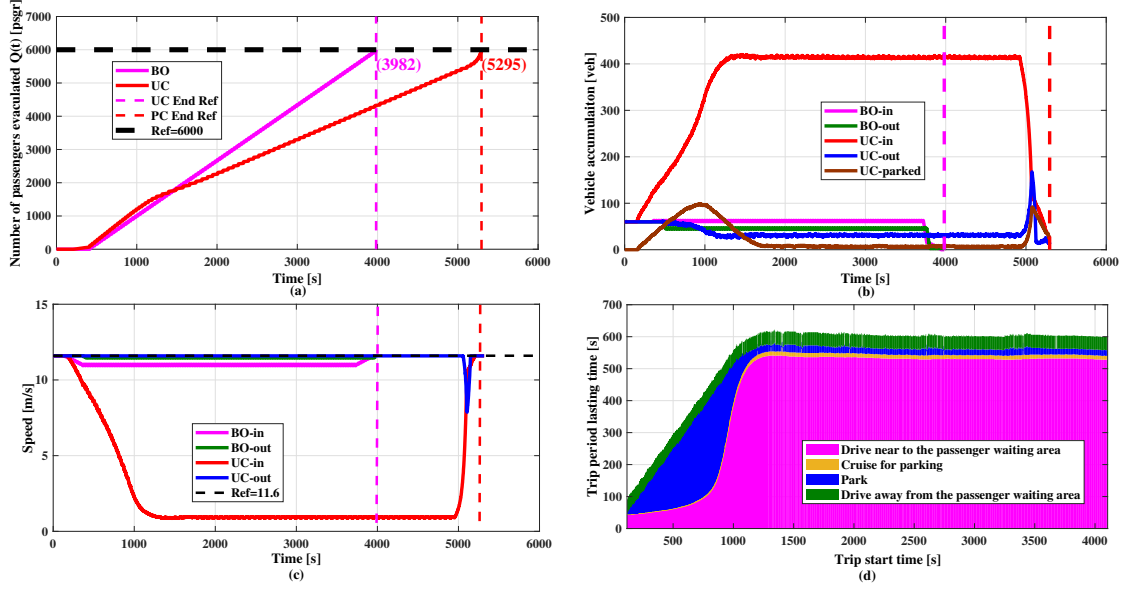 Number of passengers evacuated Q(t) [psgr]
7000
6000
5000
4000
3000
2000
1000
0
(3982)
(5295)
BO
UC
UC End Ref
PC End Ref
Ref=6000
0 1000 2000 3000 4000 5000 6000
Time [s]
(a)
Vehicle accumulaiton [veh]
500
400
300
200
100
0
BO-in
BO-out
UC-in
UC-out
UC-parked
0 1000 2000 3000 4000 5000 6000
Time [s]
(b)
Speed [m/s]
15
10
5
0
BO-in
BO-out
UC-in
UC-out
Ref=11.6
0 1000 2000 3000 4000 5000 6000
Time [s]
(c)
Trip period lasting time [s]
700
600
500
400
300
200
100
0
Drive near to the passenger waiting area
Cruise for parking
Park
Drive away from the passenger waiting area
500 1000 1500 2000 2500 3000 3500 4000
Trip start time [s]
(d)